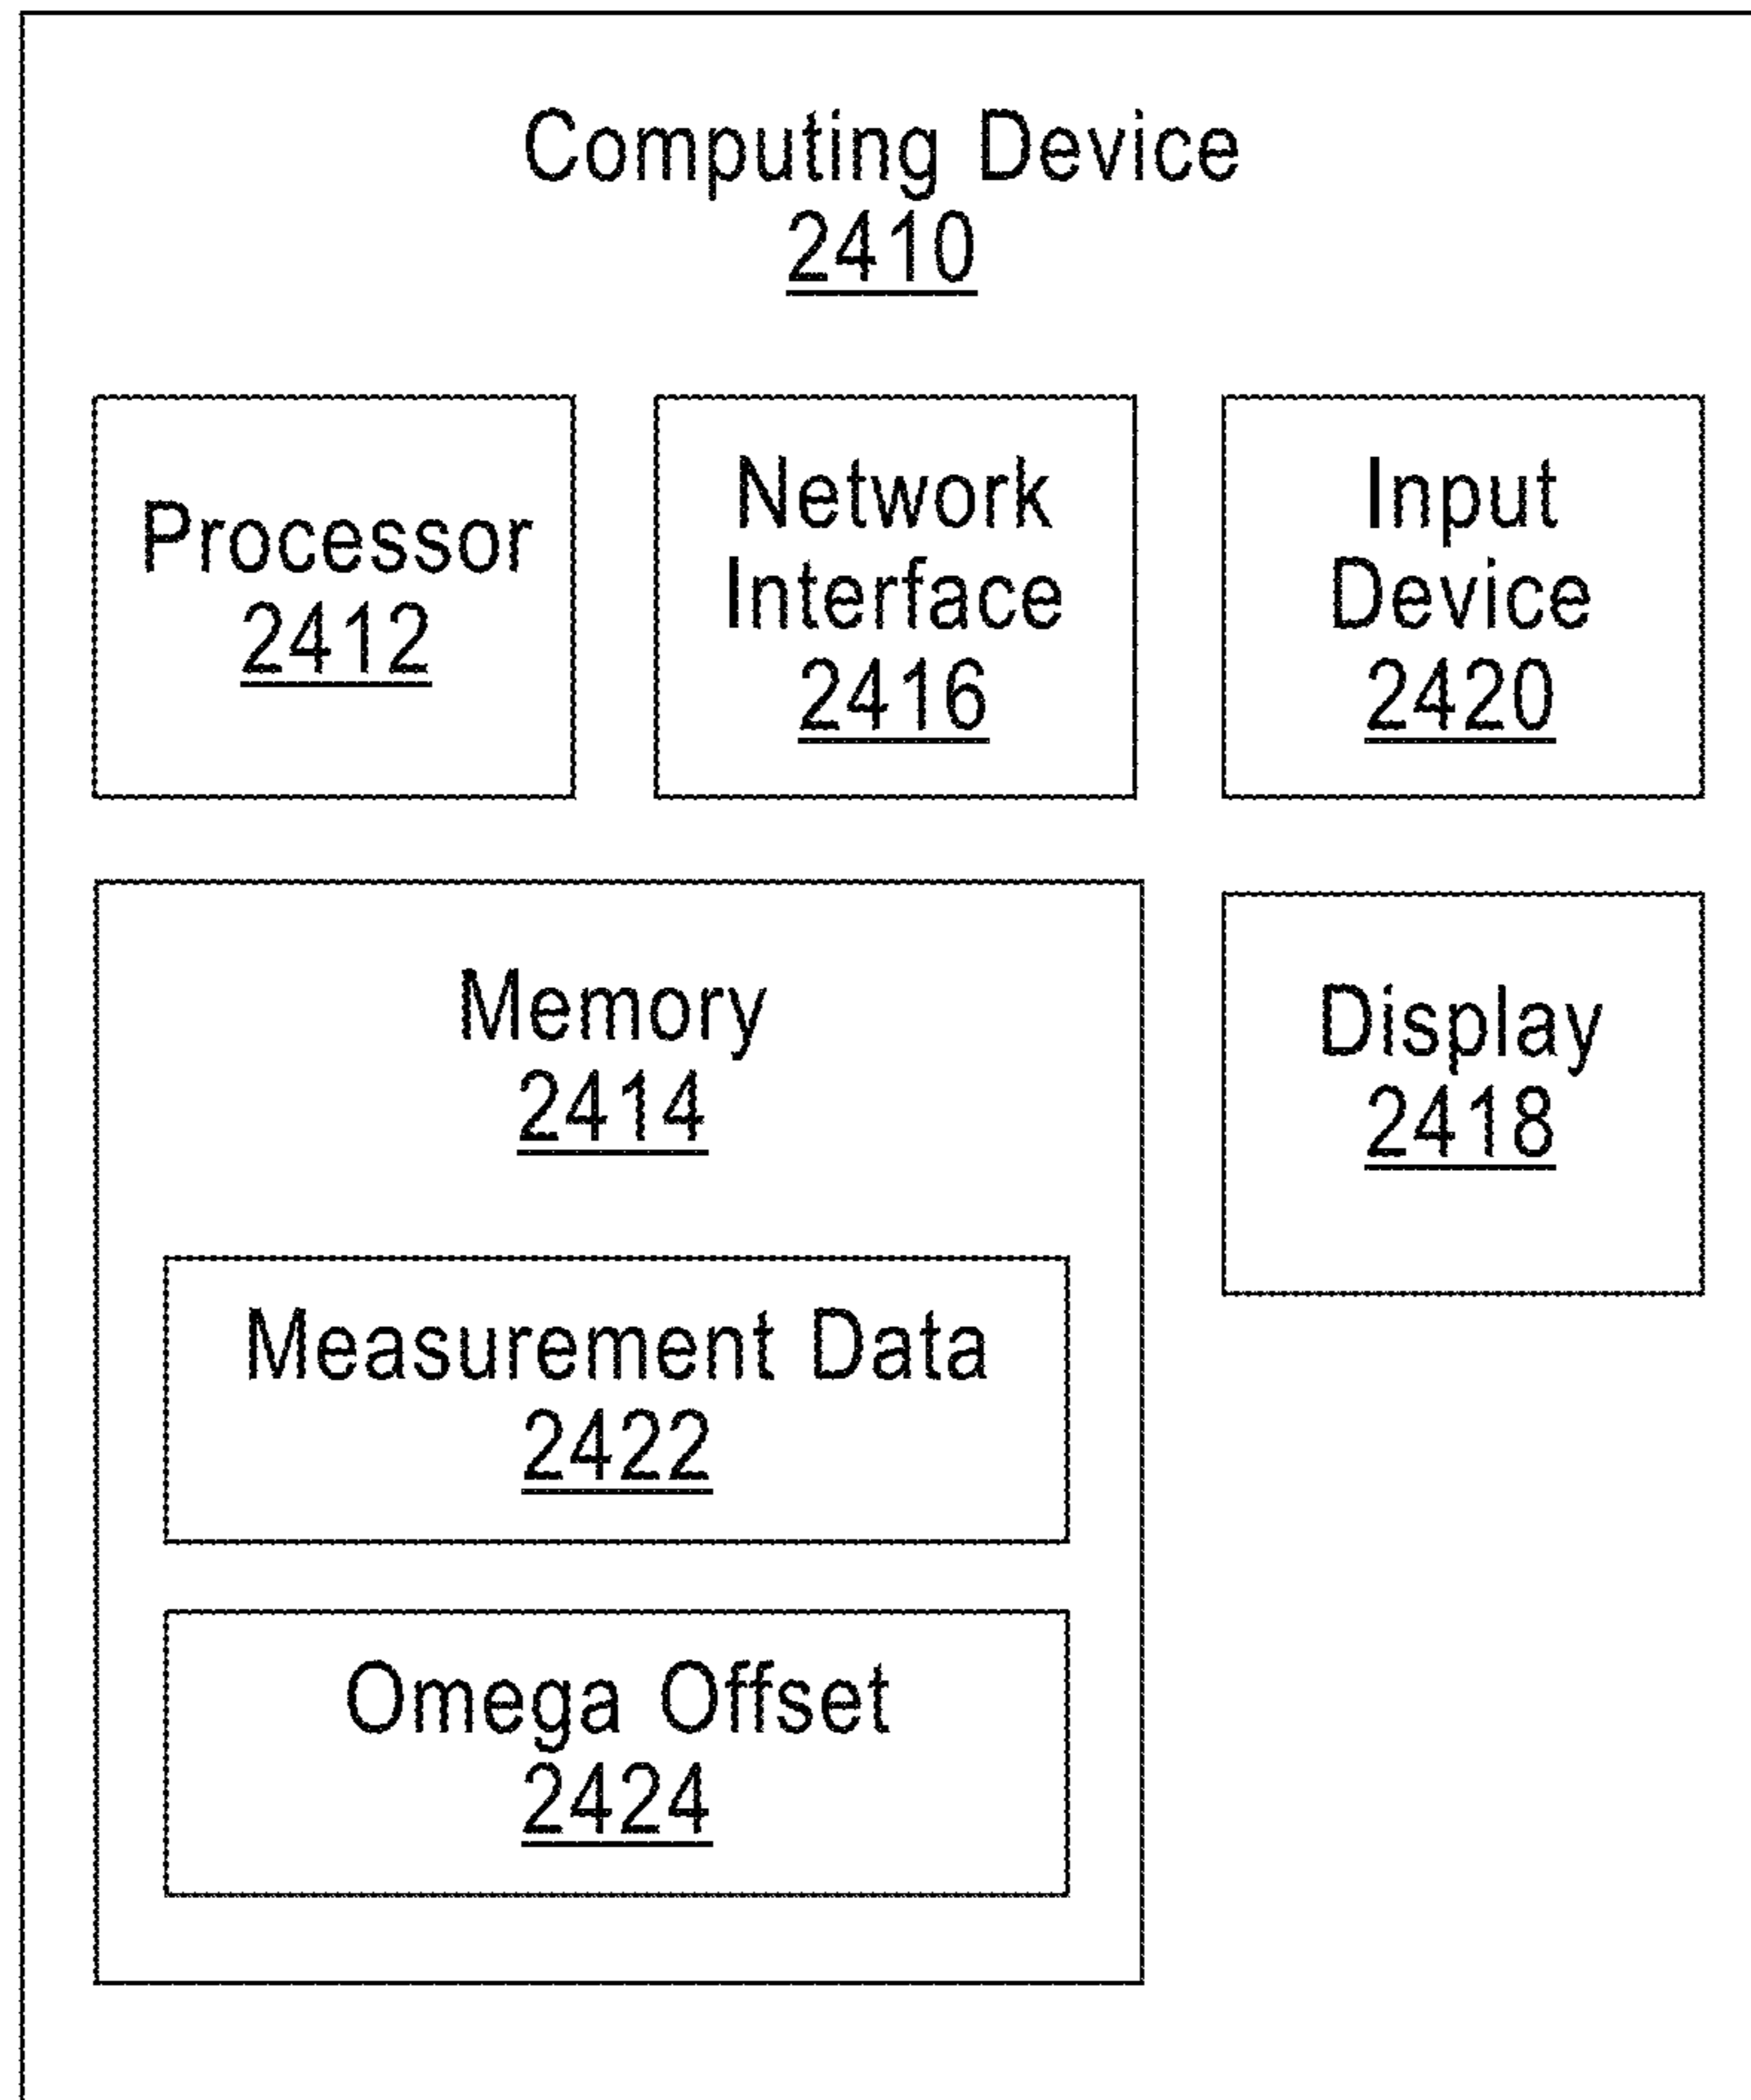 Computing Device
2410
Processor
2412
Network
Interface
2416
Input
Device
2420
Memory
2414
Display
2418
Measurement Data
2422
Omega Offset
2424